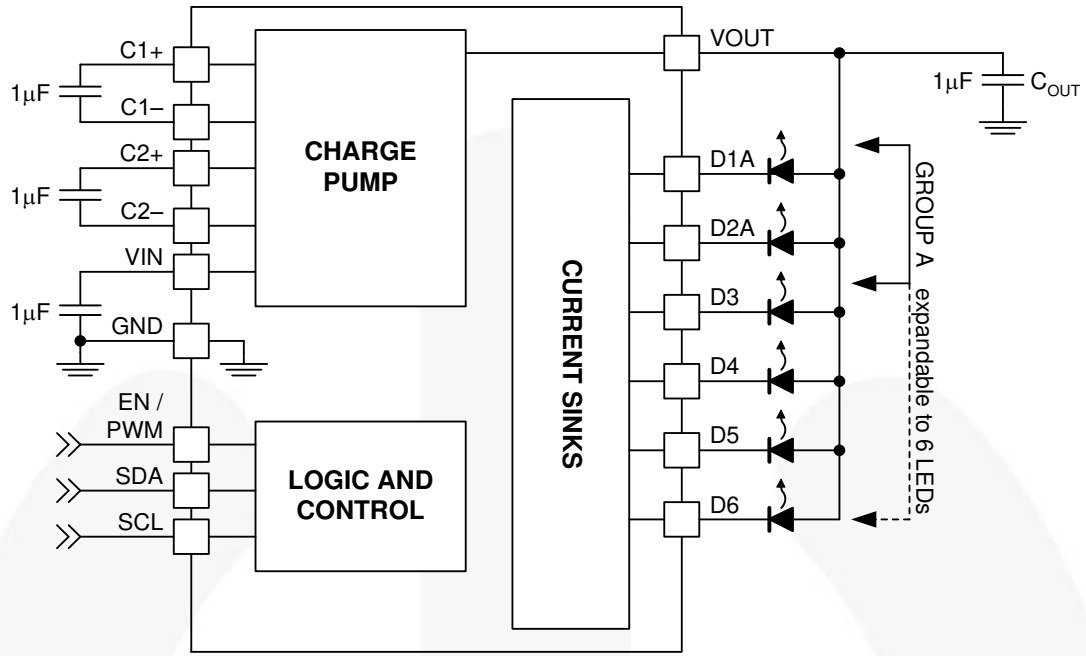 C1+
1μF
C1–
C2+
1μF
C2–
VIN
1μF
GND
EN /
PWM
SDA
SCL
CHARGE
PUMP
LOGIC AND
CONTROL
CURRENT SINKS
VOUT
1μF COUT
D1A
D2A
D3
D4
D5
D6
GROUP A expandable to 6 LEDs